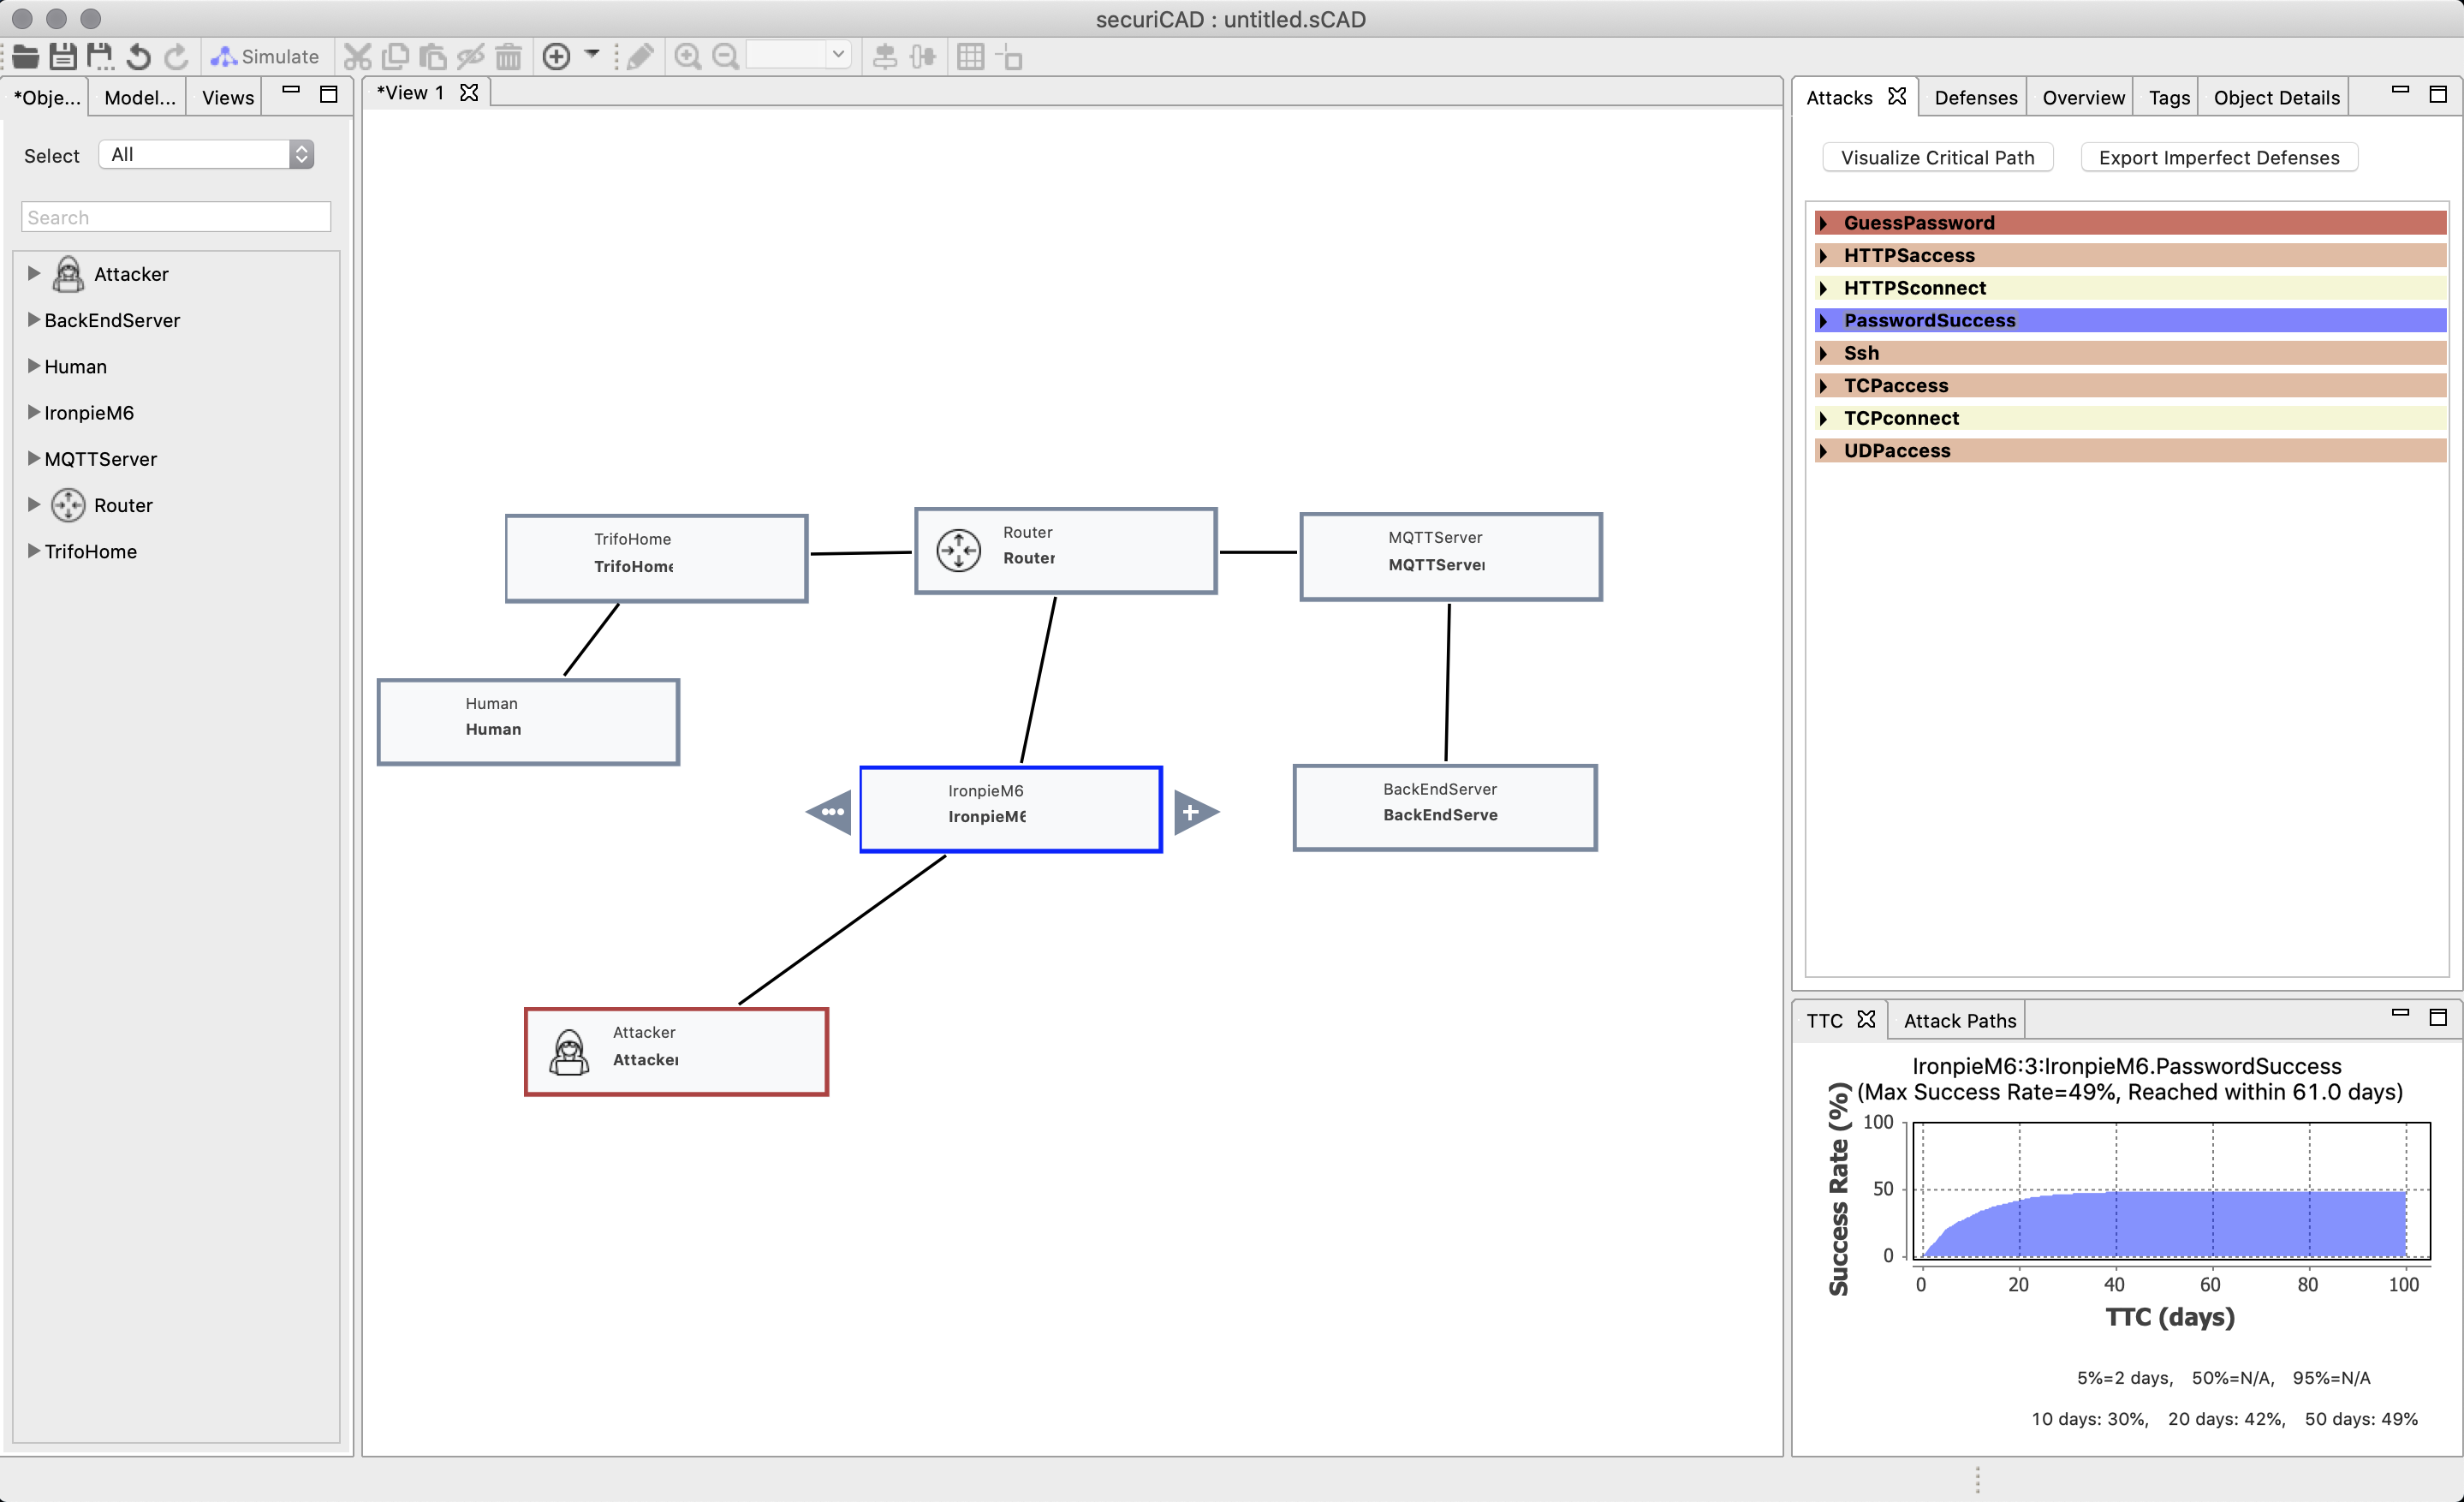 securiCAD : untitled.sCAD
Simulate
*Obje... Model... Views
*View 1
Attacks Defenses Overview Tags Object Details
Select All
Search
Attacker
BackEndServer
Human
IronpieM6
MQTTServer
Router
TrifoHome
TrifoHome
TrifoHome
Router
Router
MQTTServer
MQTTServer
Human
Human
IronpieM6
IronpieM6
BackEndServer
BackEndServe
Attacker
Attacker
Visualize Critical Path Export Imperfect Defenses
GuessPassword
HTTPSaccess
HTTPSconnect
PasswordSuccess
Ssh
TCPaccess
TCPconnect
UDPaccess
TTC Attack Paths
IronpieM6:3:IronpieM6.PasswordSuccess
(Max Success Rate=49%, Reached within 61.0 days)
Success Rate (%)
100
50
0
0 20 40 60 80 100
TTC (days)
5%=2 days, 50%=N/A, 95%=N/A
10 days: 30%, 20 days: 42%, 50 days: 49%